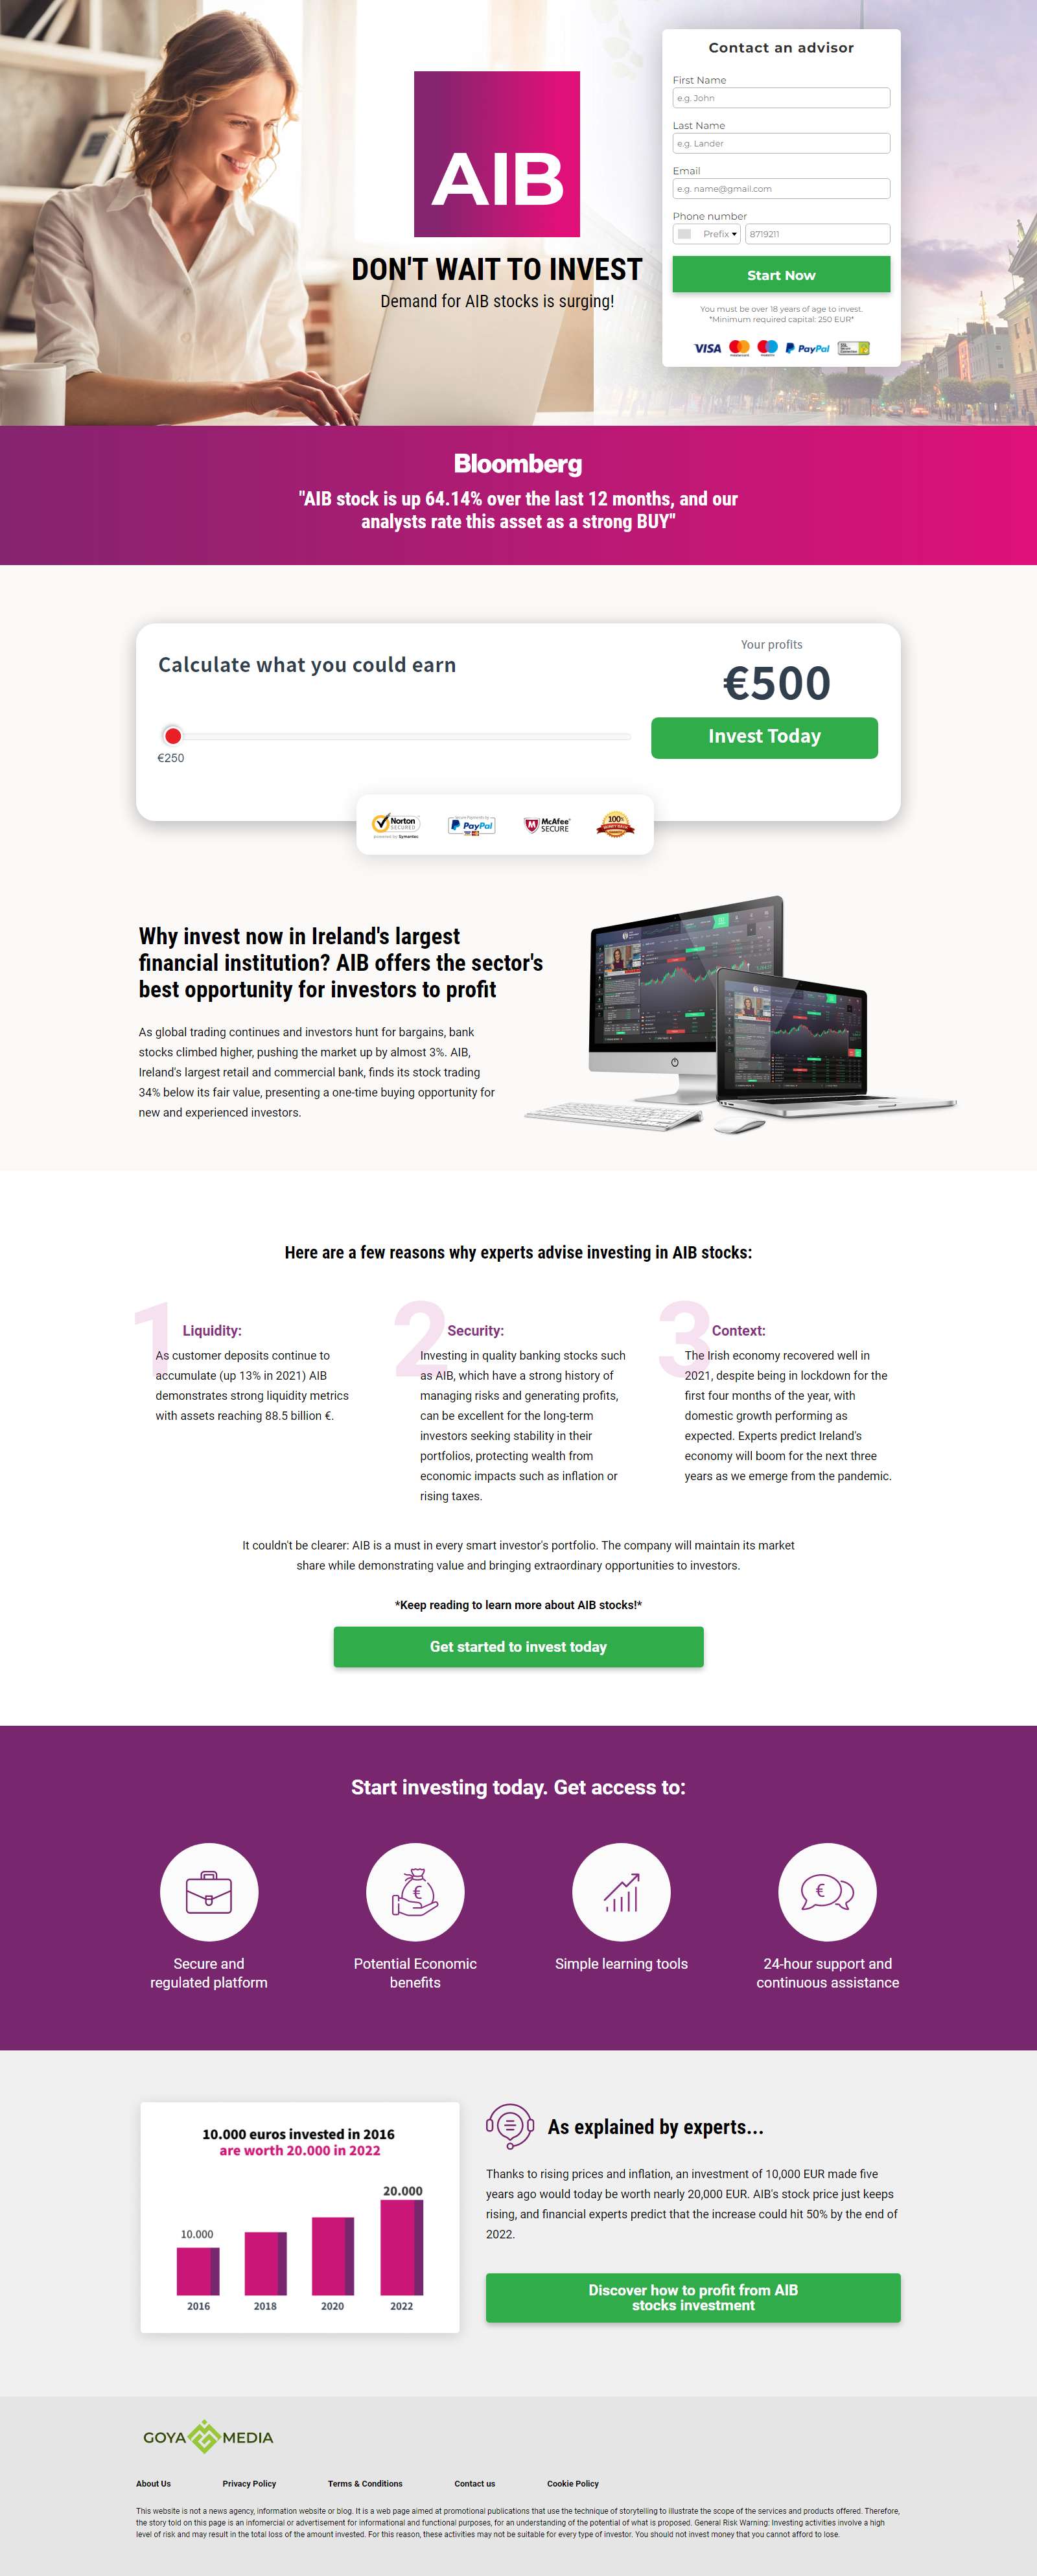 Contact an advisor
First Name
e.g. John
Last Name
e.g. Lander
Email
e.g. name@gmail.com
Phone number
Prefix
8719211
Start Now
You must be over 18 years of age to invest.
*Minimum required capital: 250 EUR*
VISA
PayPal
AIB
DON'T WAIT TO INVEST
Demand for AIB stocks is surging!
Bloomberg
"AIB stock is up 64.14% over the last 12 months, and our
analysts rate this asset as a strong BUY"
Calculate what you could earn
€250
Your profits
€500
Invest Today
Norton
SECURED
powered by Symantec
PayPal
McAfee
SECURE
100%
Why invest now in Ireland's largest
financial institution? AIB offers the sector's
best opportunity for investors to profit
As global trading continues and investors hunt for bargains, bank
stocks climbed higher, pushing the market up by almost 3%. AIB,
Ireland's largest retail and commercial bank, finds its stock trading
34% below its fair value, presenting a one-time buying opportunity for
new and experienced investors.
Here are a few reasons why experts advise investing in AIB stocks:
1
Liquidity:
As customer deposits continue to
accumulate (up 13% in 2021) AIB
demonstrates strong liquidity metrics
with assets reaching 88.5 billion €.
2
Security:
Investing in quality banking stocks such
as AIB, which have a strong history of
managing risks and generating profits,
can be excellent for the long-term
investors seeking stability in their
portfolios, protecting wealth from
economic impacts such as inflation or
rising taxes.
3
Context:
The Irish economy recovered well in
2021, despite being in lockdown for the
first four months of the year, with
domestic growth performing as
expected. Experts predict Ireland's
economy will boom for the next three
years as we emerge from the pandemic.
It couldn't be clearer: AIB is a must in every smart investor's portfolio. The company will maintain its market
share while demonstrating value and bringing extraordinary opportunities to investors.
*Keep reading to learn more about AIB stocks!*
Get started to invest today
Start investing today. Get access to:
Secure and
regulated platform
Potential Economic
benefits
Simple learning tools
24-hour support and
continuous assistance
10.000 euros invested in 2016
are worth 20.000 in 2022
10.000
20.000
2016
2018
2020
2022
As explained by experts...
Thanks to rising prices and inflation, an investment of 10,000 EUR made five
years ago would today be worth nearly 20,000 EUR. AIB's stock price just keeps
rising, and financial experts predict that the increase could hit 50% by the end of
2022.
Discover how to profit from AIB
stocks investment
GOYA MEDIA
About Us
Privacy Policy
Terms & Conditions
Contact us
Cookie Policy
This website is not a news agency, information website or blog. It is a web page aimed at promotional publications that use the technique of storytelling to illustrate the scope of the services and products offered. Therefore,
the story told on this page is an infomercial or advertisement for informational and functional purposes, for an understanding of the potential of what is proposed. General Risk Warning: Investing activities involve a high
level of risk and may result in the total loss of the amount invested. For this reason, these activities may not be suitable for every type of investor. You should not invest money that you cannot afford to lose.